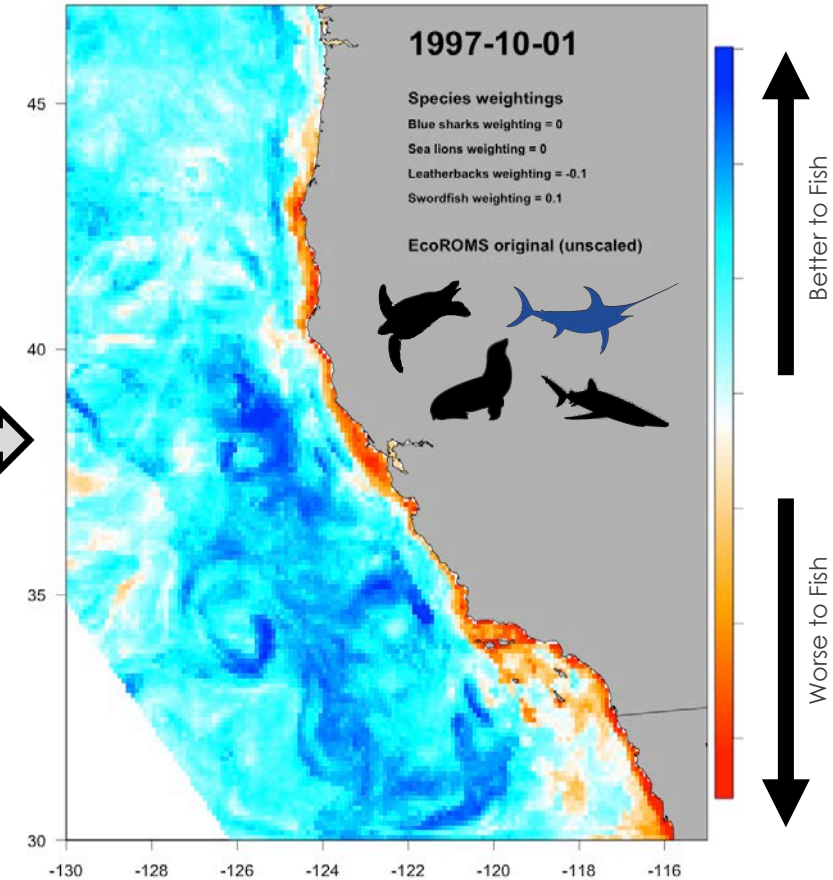 1997-10-01
Species weightings
Blue sharks weighting = 0
Sea lions weighting = 0
Leatherbacks weighting = -0.1
Swordfish weighting = 0.1
EcoROMS original (unscaled)
45
40
35
30
-130
-128
-126
-124
-122
-120
-118
-116
Better to Fish
Worse to Fish